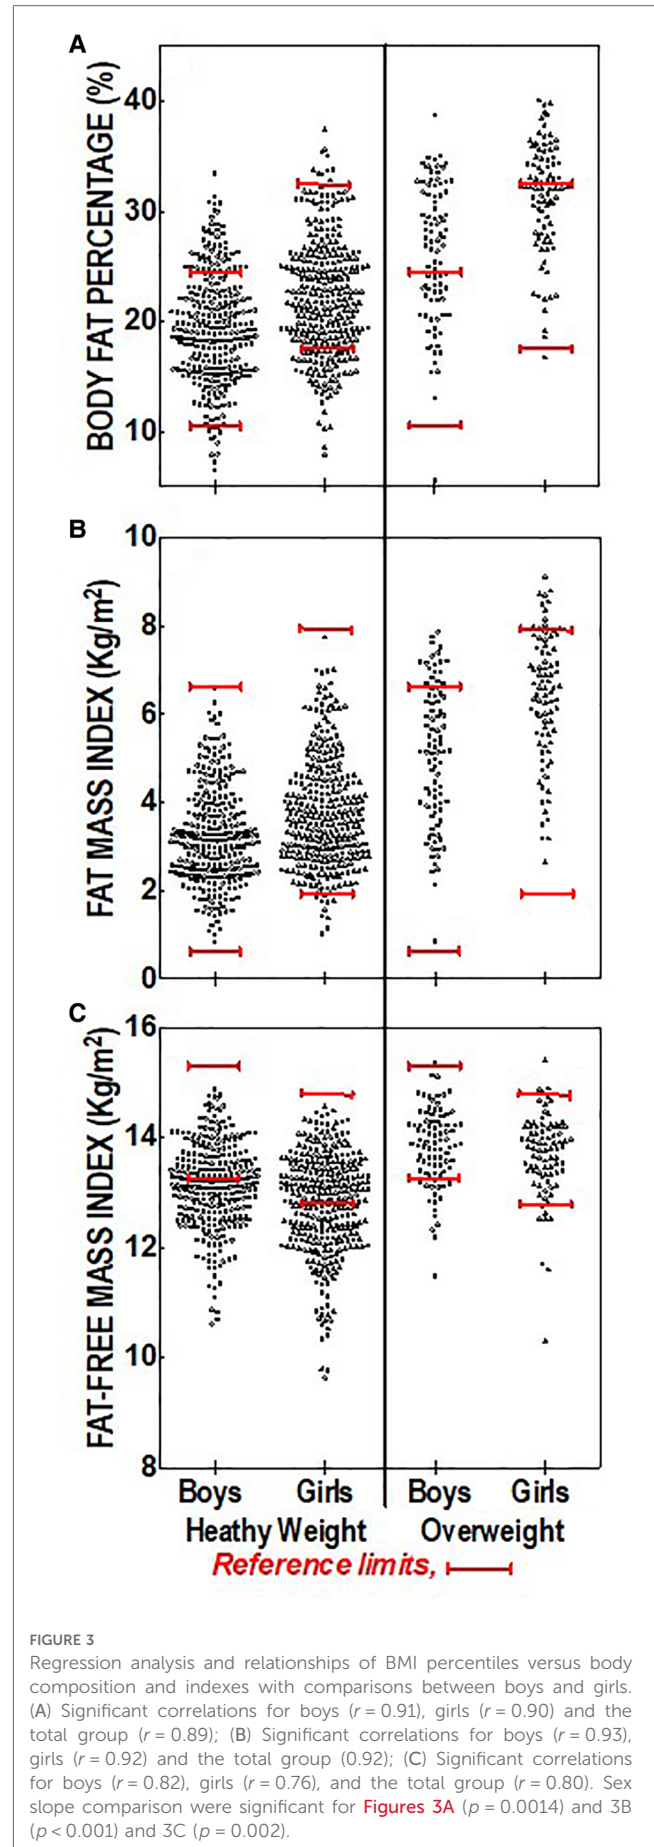 A
BODY FAT PERCENTAGE (%)
40
30
20
10
B
FAT MASS INDEX (Kg/m²)
10
8
6
4
2
0
C
FAT-FREE MASS INDEX (Kg/m²)
16
14
12
10
8
Boys Girls Boys Girls
Heathy Weight Overweight
Reference limits,
FIGURE 3
Regression analysis and relationships of BMI percentiles versus body
composition and indexes with comparisons between boys and girls.
(A) Significant correlations for boys (r = 0.91), girls (r = 0.90) and the
total group (r = 0.89); (B) Significant correlations for boys (r = 0.93),
girls (r = 0.92) and the total group (0.92); (C) Significant correlations
for boys (r = 0.82), girls (r = 0.76), and the total group (r = 0.80). Sex
slope comparison were significant for Figures 3A (p = 0.0014) and 3B
(p < 0.001) and 3C (p = 0.002).